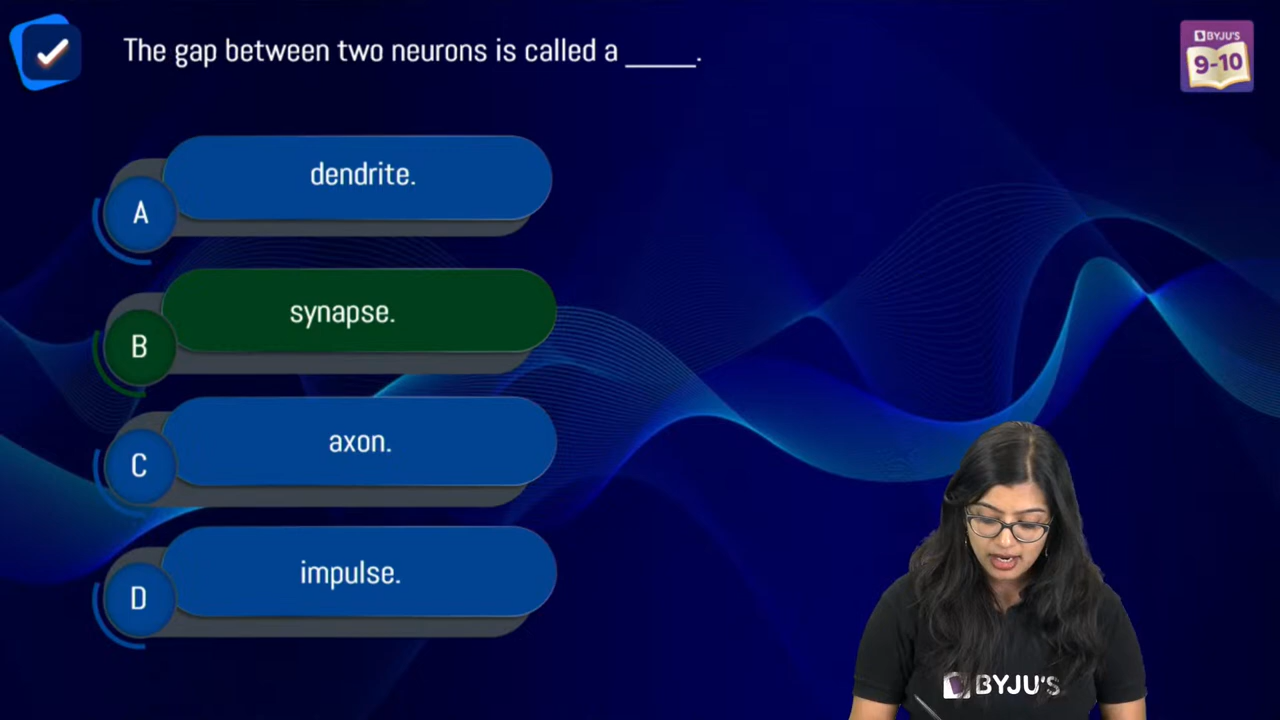 The gap between two neurons is called a _____.
BYJU'S
9-10
A
dendrite.
B
synapse.
C
axon.
D
impulse.
BYJU'S